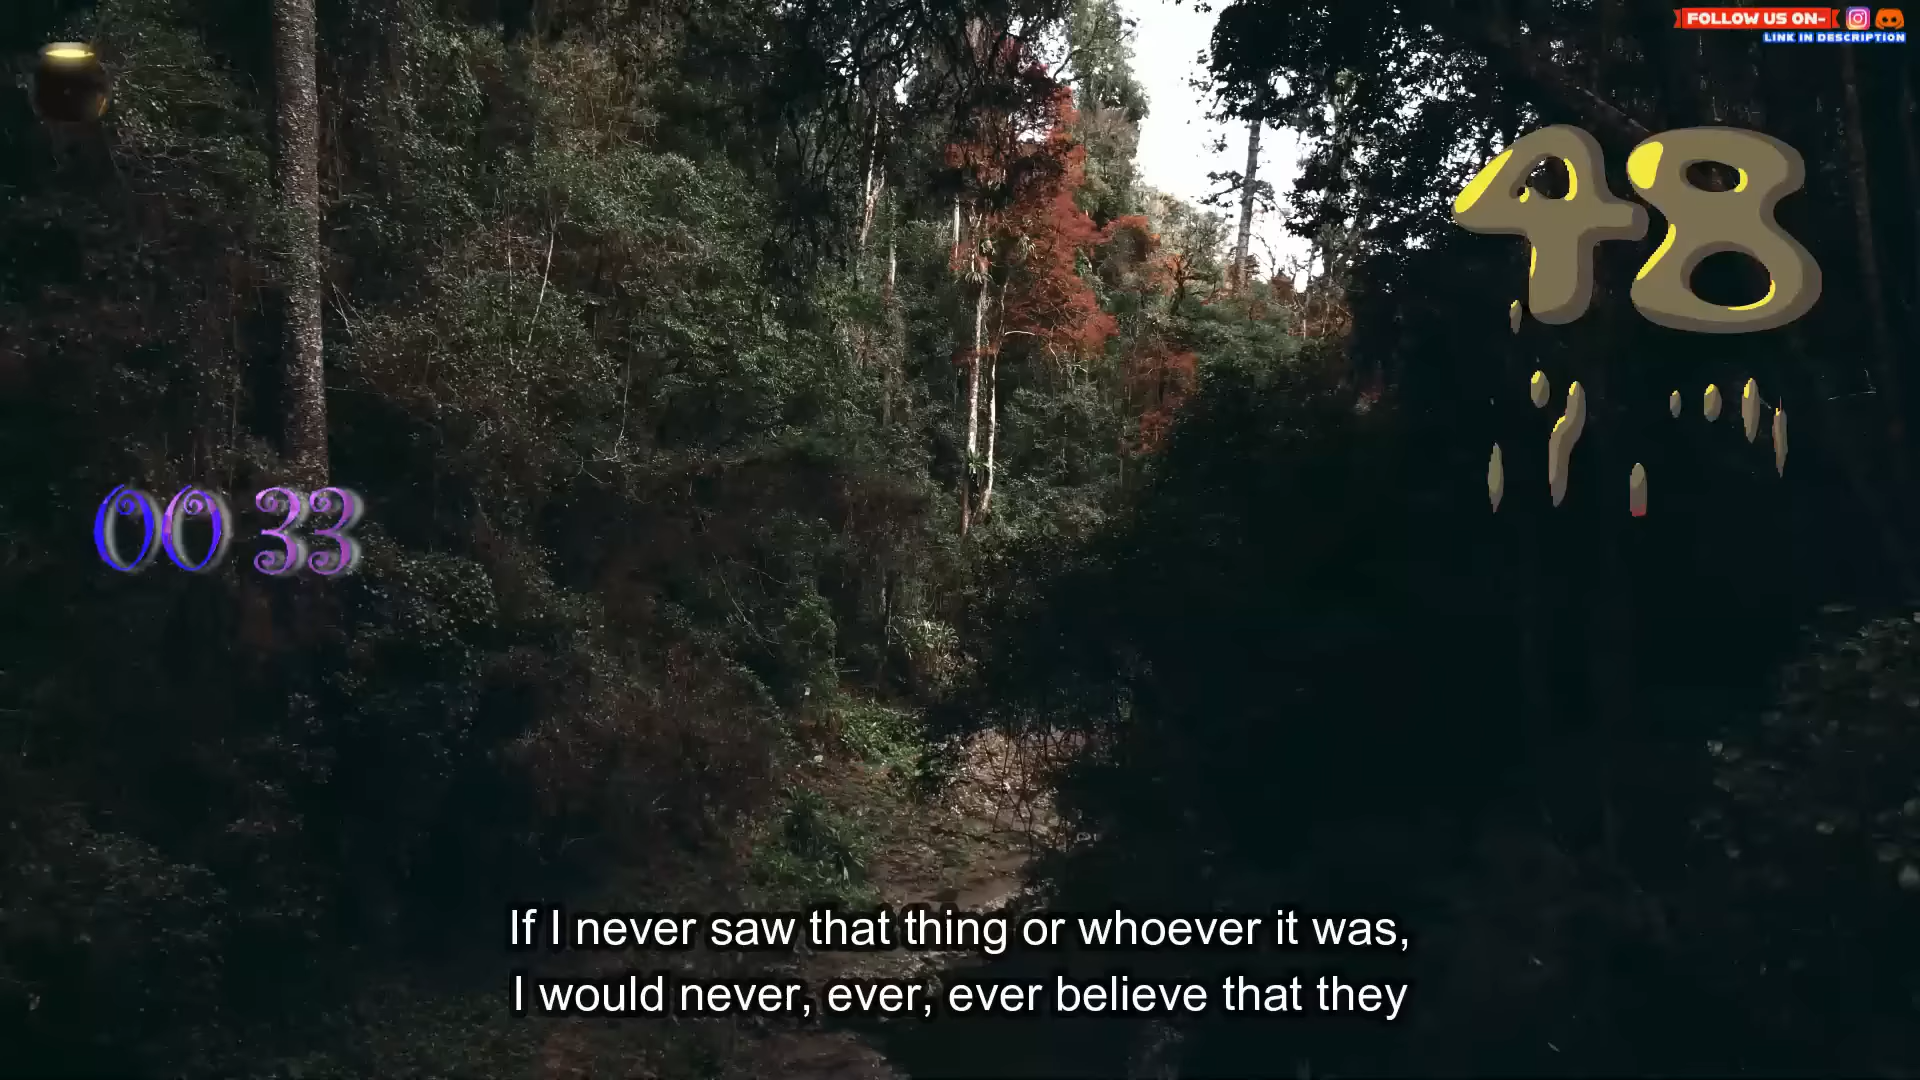 FOLLOW US ON-
LINK IN DESCRIPTION
48
00 33
If I never saw that thing or whoever it was,
I would never, ever, ever believe that they